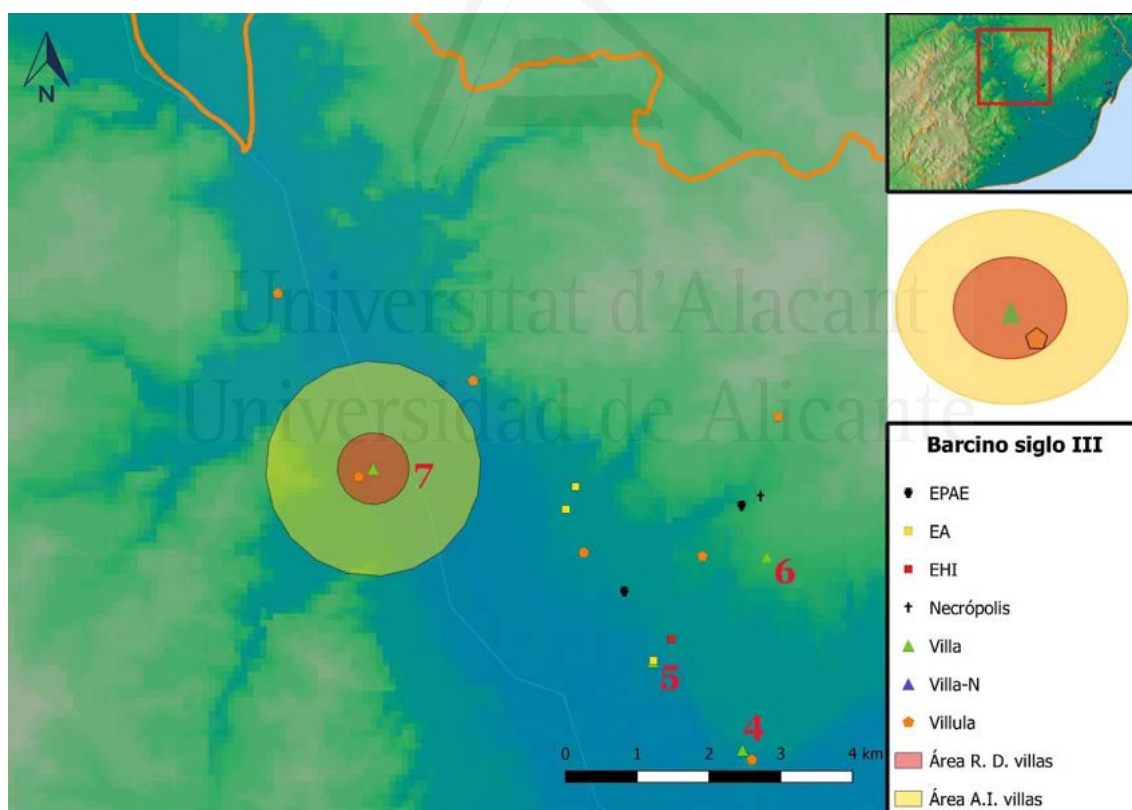 N
Universitat d'Alacant
Universidad de Alicante
7
6
5
4
0 1 2 3 4 km
Barcino siglo III
EPAE
EA
EHI
Necrópolis
Villa
Villa-N
Villula
Área R. D. villas
Área A.I. villas